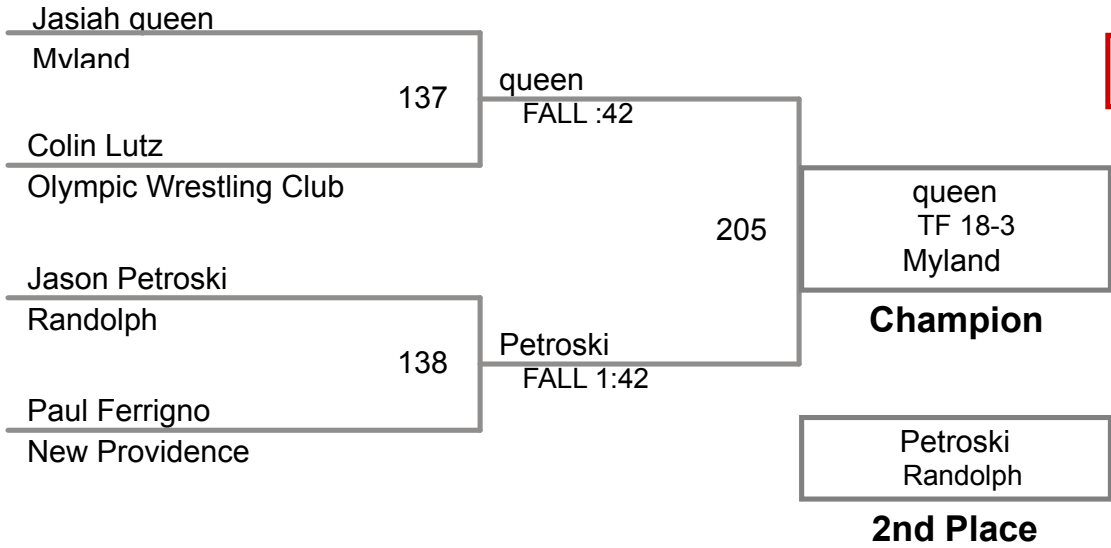 Jasiah queen
Myland
137
queen
FALL :42
Colin Lutz
Olympic Wrestling Club
205
queen
TF 18-3
Myland
Champion
Jason Petroski
Randolph
138
Petroski
FALL 1:42
Paul Ferrigno
New Providence
Petroski
Randolph
2nd Place